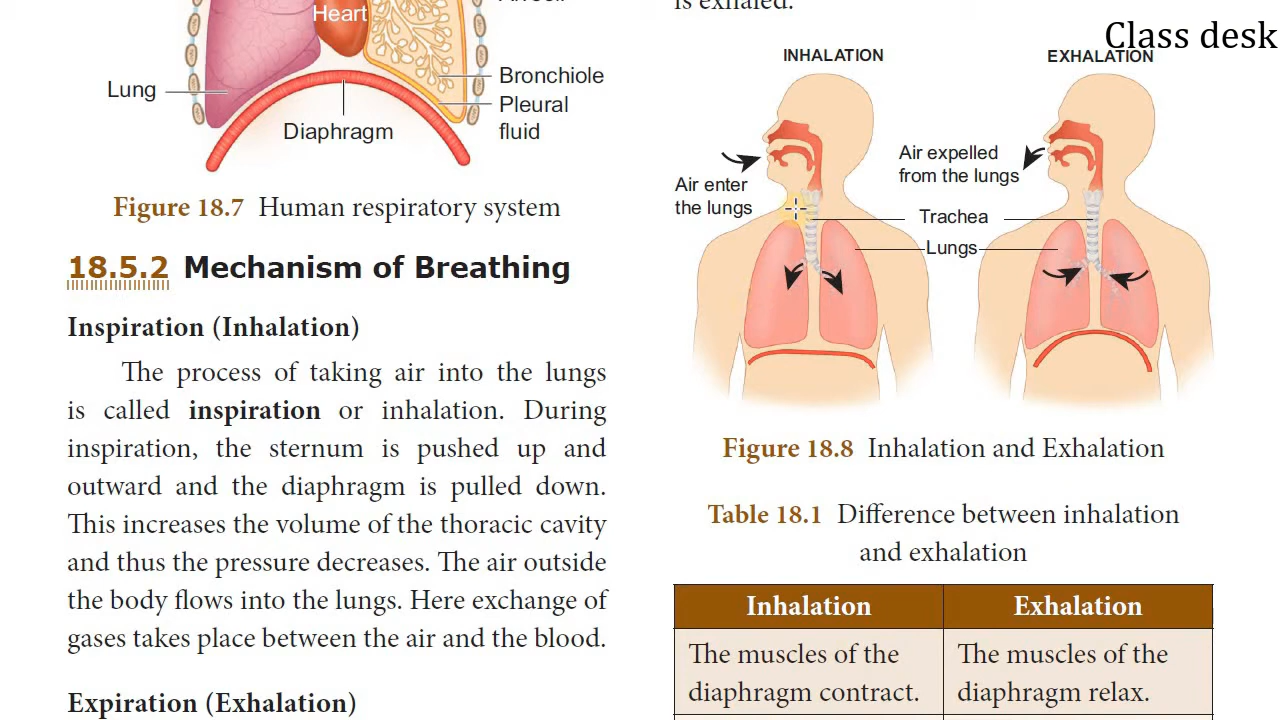 Heart
Bronchiole
Lung
Pleural
fluid
Diaphragm
Figure 18.7 Human respiratory system
18.5.2 Mechanism of Breathing
Inspiration (Inhalation)
The process of taking air into the lungs
is called inspiration or inhalation. During
inspiration, the sternum is pushed up and
outward and the diaphragm is pulled down.
This increases the volume of the thoracic cavity
and thus the pressure decreases. The air outside
the body flows into the lungs. Here exchange of
gases takes place between the air and the blood.
Expiration (Exhalation)
is exhaled.
Class desk
INHALATION
EXHALATION
Air expelled
from the lungs
Air enter
the lungs
Trachea
Lungs
Figure 18.8 Inhalation and Exhalation
Table 18.1 Difference between inhalation
and exhalation
Inhalation
Exhalation
The muscles of the
diaphragm contract.
The muscles of the
diaphragm relax.